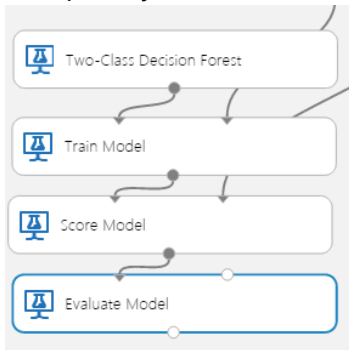 Two-Class Decision Forest
Train Model
Score Model
Evaluate Model